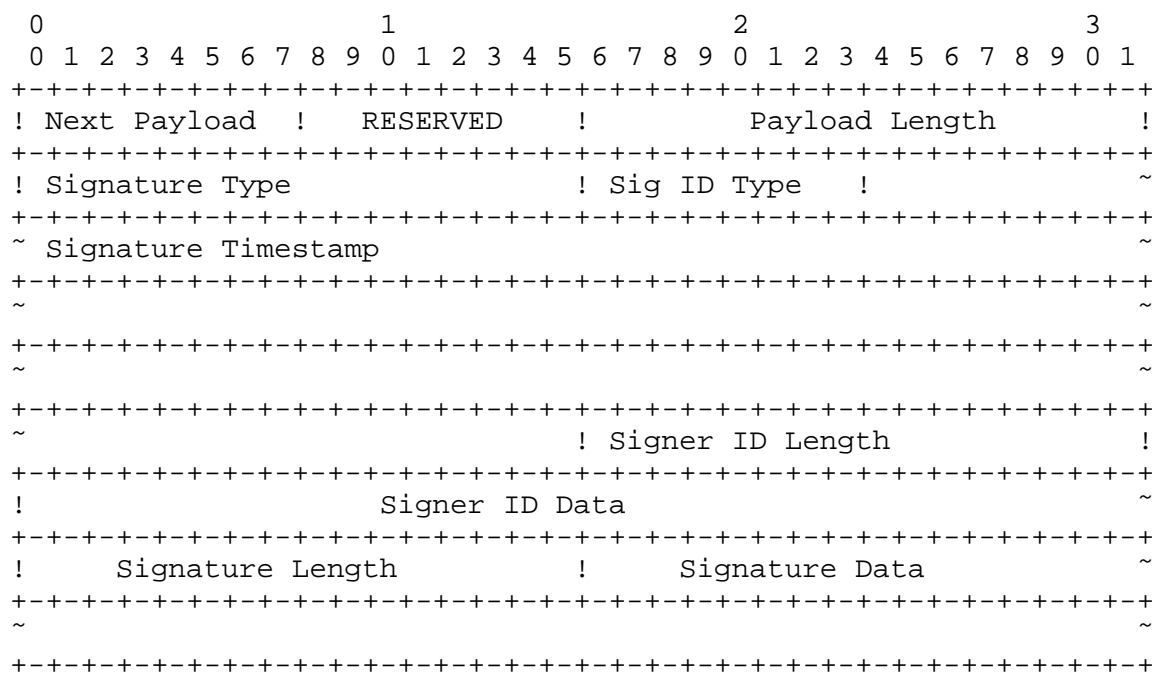 0                   1                   2                   3
 0 1 2 3 4 5 6 7 8 9 0 1 2 3 4 5 6 7 8 9 0 1 2 3 4 5 6 7 8 9 0 1
+-+-+-+-+-+-+-+-+-+-+-+-+-+-+-+-+-+-+-+-+-+-+-+-+-+-+-+-+-+-+-+-+
! Next Payload  !   RESERVED    !         Payload Length        !
+-+-+-+-+-+-+-+-+-+-+-+-+-+-+-+-+-+-+-+-+-+-+-+-+-+-+-+-+-+-+-+-+
! Signature Type                ! Sig ID Type   !               ~
+-+-+-+-+-+-+-+-+-+-+-+-+-+-+-+-+-+-+-+-+-+-+-+-+-+-+-+-+-+-+-+-+
~ Signature Timestamp                                           ~
+-+-+-+-+-+-+-+-+-+-+-+-+-+-+-+-+-+-+-+-+-+-+-+-+-+-+-+-+-+-+-+-+
~                                                               ~
+-+-+-+-+-+-+-+-+-+-+-+-+-+-+-+-+-+-+-+-+-+-+-+-+-+-+-+-+-+-+-+-+
~                                                               ~
+-+-+-+-+-+-+-+-+-+-+-+-+-+-+-+-+-+-+-+-+-+-+-+-+-+-+-+-+-+-+-+-+
~                               ! Signer ID Length              !
+-+-+-+-+-+-+-+-+-+-+-+-+-+-+-+-+-+-+-+-+-+-+-+-+-+-+-+-+-+-+-+-+
!                    Signer ID Data                             ~
+-+-+-+-+-+-+-+-+-+-+-+-+-+-+-+-+-+-+-+-+-+-+-+-+-+-+-+-+-+-+-+-+
!     Signature Length          !     Signature Data            ~
+-+-+-+-+-+-+-+-+-+-+-+-+-+-+-+-+-+-+-+-+-+-+-+-+-+-+-+-+-+-+-+-+
~                                                               ~
+-+-+-+-+-+-+-+-+-+-+-+-+-+-+-+-+-+-+-+-+-+-+-+-+-+-+-+-+-+-+-+-+